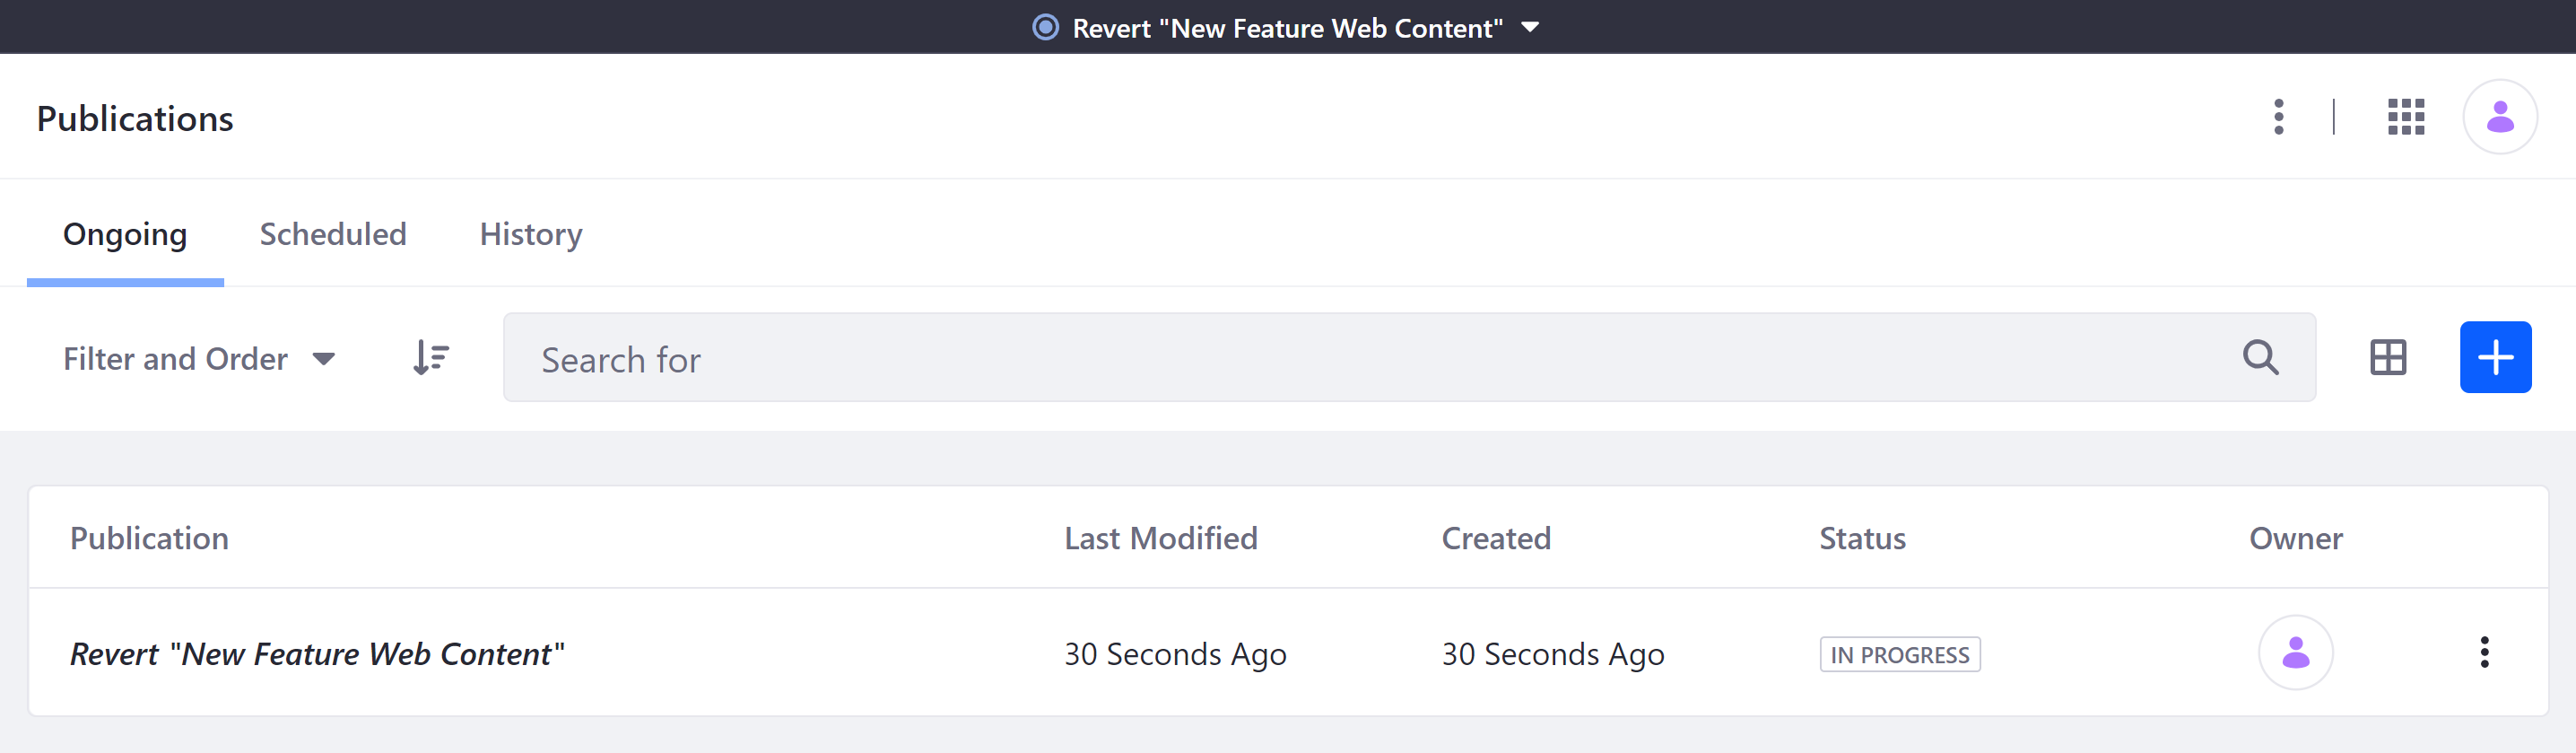 Revert "New Feature Web Content"
Publications
Ongoing Scheduled History
Filter and Order Search for
Publication Last Modified Created Status Owner
Revert "New Feature Web Content" 30 Seconds Ago 30 Seconds Ago IN PROGRESS